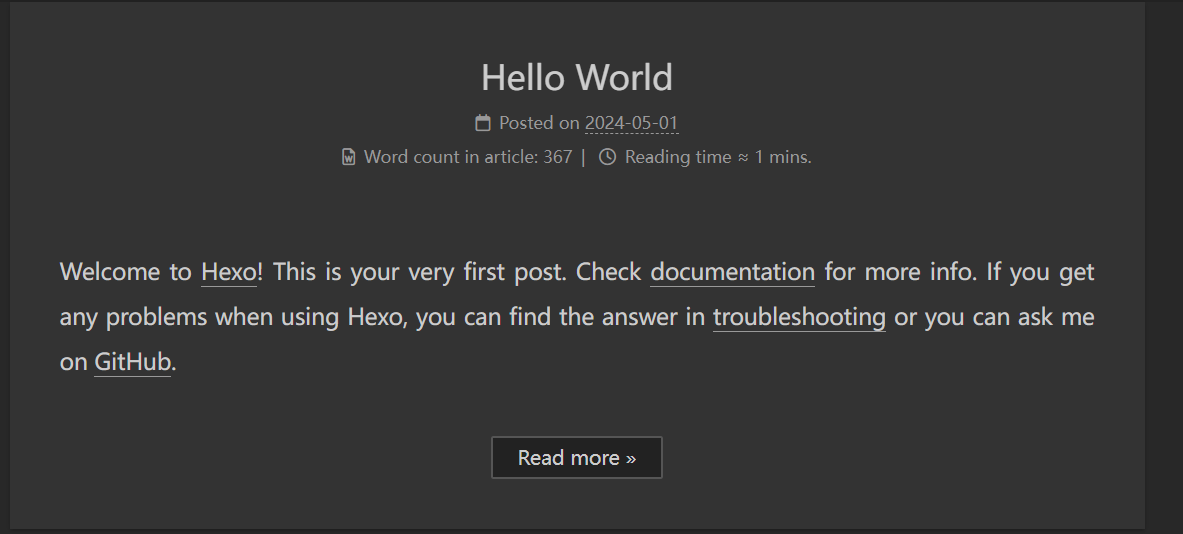 Hello World
Posted on 2024-05-01
Word count in article: 367 | Reading time ≈ 1 mins.
Welcome to Hexo! This is your very first post. Check documentation for more info. If you get
any problems when using Hexo, you can find the answer in troubleshooting or you can ask me
on GitHub.
Read more »